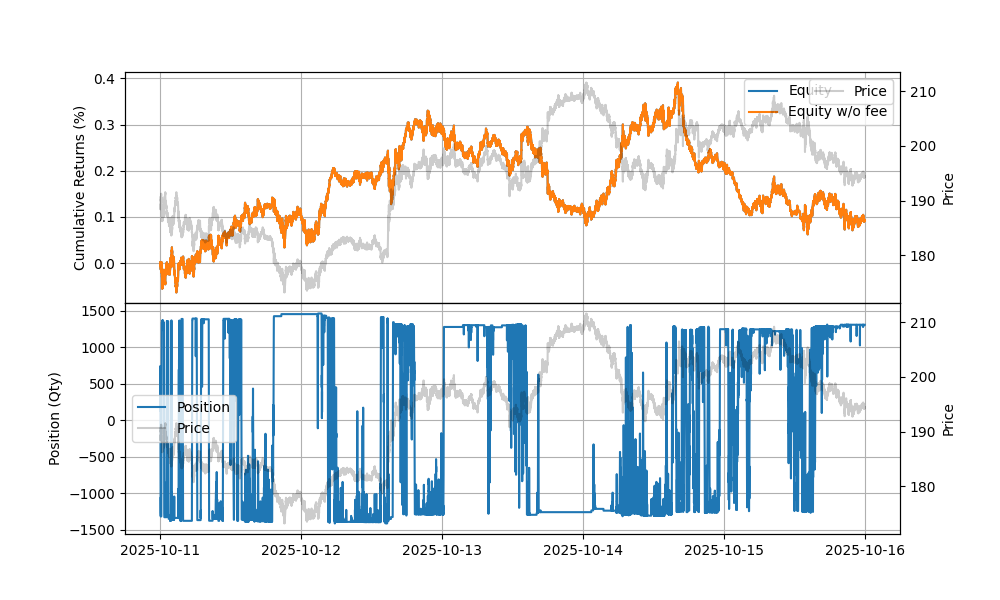 Cumulative Returns (%)
0.4
0.3
0.2
0.1
0.0
Equity
Equity w/o fee
Price
210
200
190
180
Price
Position (Qty)
1500
1000
500
0
−500
−1000
−1500
Position
Price
210
200
190
180
Price
2025-10-11 2025-10-12 2025-10-13 2025-10-14 2025-10-15 2025-10-16